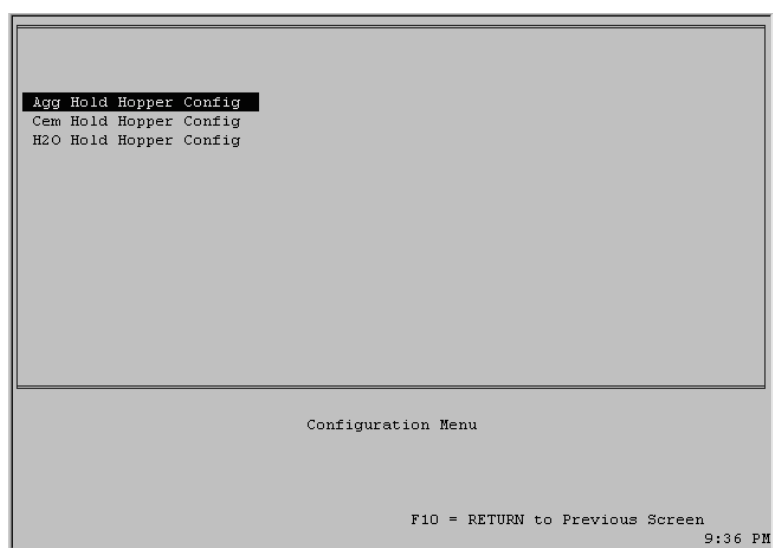 Agg Hold Hopper Config
Cem Hold Hopper Config
H2O Hold Hopper Config
Configuration Menu
F10 = RETURN to Previous Screen
9:36 PM